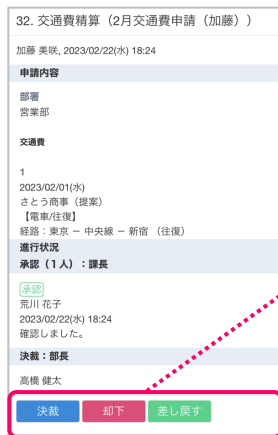 32. 交通費精算（2月交通費申請（加藤））
加藤 美咲, 2023/02/22(水) 18:24
申請内容
部署
営業部
交通費
1
2023/02/01(水)
さとう商事（提案）
【電車/往復】
経路：東京 － 中央線 － 新宿 （往復）
進行状況
承認（1人）：課長
承認
荒川 花子
2023/02/22(水) 18:24
確認しました。
決裁：部長
高橋 健太
決裁 却下 差し戻す